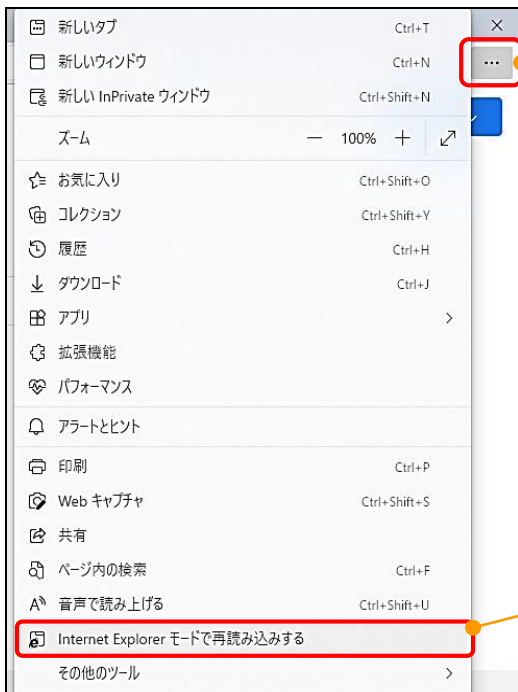 新しいタブ Ctrl+T
新しいウィンドウ Ctrl+N
新しい InPrivate ウィンドウ Ctrl+Shift+N
ズーム — 100% +
お気に入り Ctrl+Shift+O
コレクション Ctrl+Shift+Y
履歴 Ctrl+H
ダウンロード Ctrl+J
アプリ
拡張機能
パフォーマンス
アラートとヒント
印刷 Ctrl+P
Web キャプチャ Ctrl+Shift+S
共有
ページ内の検索 Ctrl+F
音声で読み上げる Ctrl+Shift+U
Internet Explorer モードで再読み込みする
その他のツール